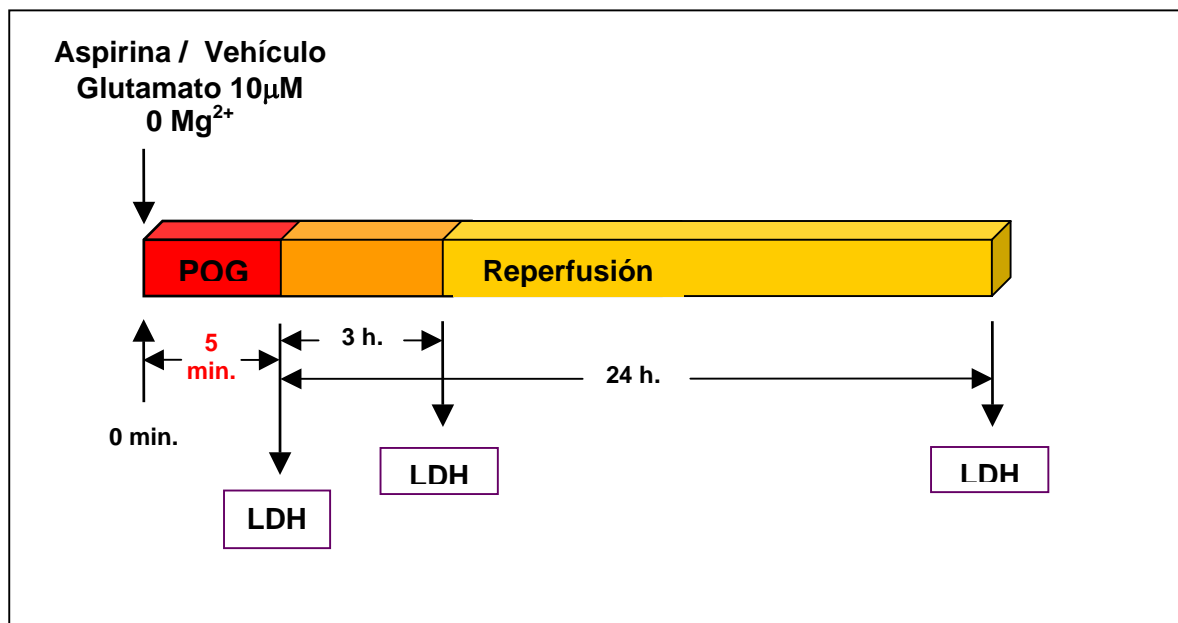 Aspirina / Vehículo
Glutamato 10μM
0 Mg²⁺
POG
Reperfusión
5
min.
3 h.
24 h.
0 min.
LDH
LDH
LDH